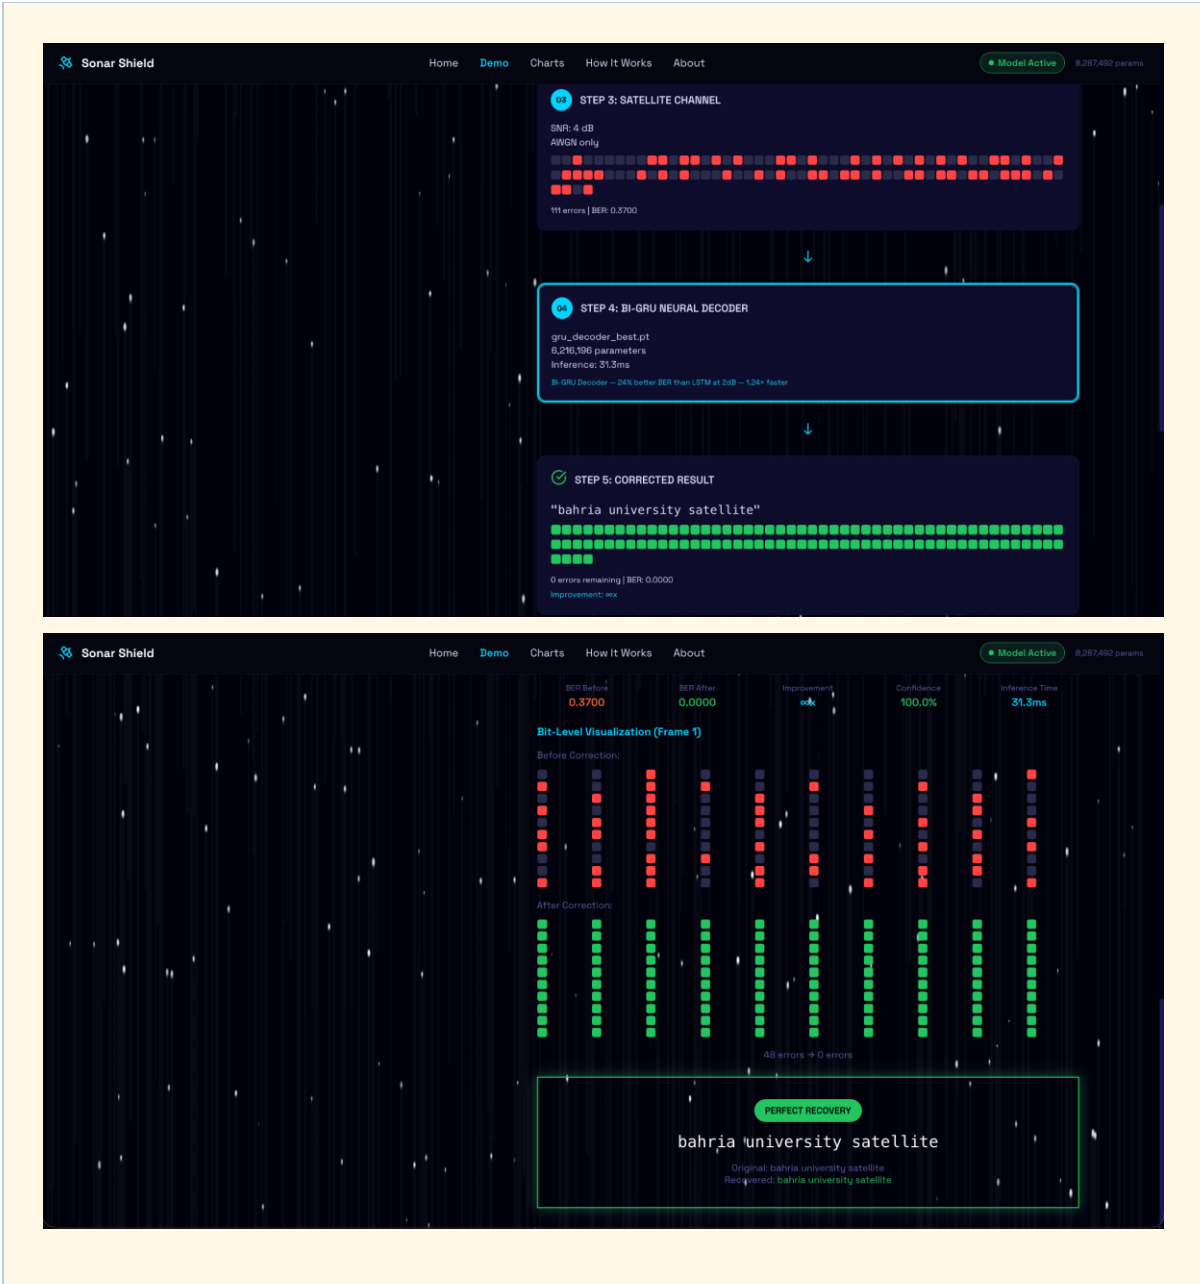 Sonar Shield Home Demo Charts How It Works About Model Active 8,287,492 params
03 STEP 3: SATELLITE CHANNEL
SNR: 4 dB
AWGN only
111 errors | BER: 0.3700
↓
04 STEP 4: BI-GRU NEURAL DECODER
gru_decoder_best.pt
6,216,196 parameters
Inference: 31.3ms
Bi-GRU Decoder — 24% better BER than LSTM at 2dB — 1.24× faster
↓
STEP 5: CORRECTED RESULT
"bahria university satellite"
0 errors remaining | BER: 0.0000
Improvement: ∞x
Sonar Shield Home Demo Charts How It Works About Model Active 8,287,492 params
BER Before BER After Improvement Confidence Inference Time
0.3700 0.0000 ∞x 100.0% 31.3ms
Bit-Level Visualization (Frame 1)
Before Correction:
After Correction:
48 errors → 0 errors
PERFECT RECOVERY
bahria university satellite
Original: bahria university satellite
Recovered: bahria university satellite